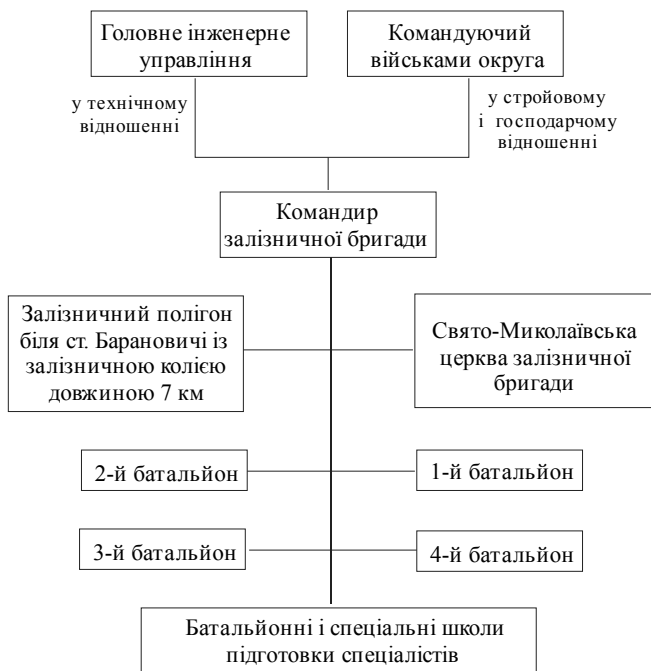 Головне інженерне
управління
Командуючий
військами округа
у технічному
відношенні
у стройовому
і господарчому
відношенні
Командир
залізничної бригади
Залізничний полігон
біля ст. Барановичі із
залізничною колією
довжиною 7 км
Свято-Миколаївська
церква залізничної
бригади
2-й батальйон
1-й батальйон
3-й батальйон
4-й батальйон
Батальйонні і спеціальні школи
підготовки спеціалістів